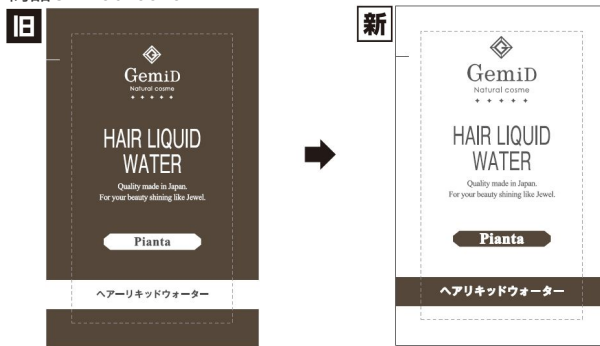 旧
GemiD
Natural cosme
HAIR LIQUID
WATER
Quality made in Japan.
For your beauty shining like Jewel.
Pianta
ヘアーリキッドウォーター
新
GemiD
Natural cosme
HAIR LIQUID
WATER
Quality made in Japan.
For your beauty shining like Jewel.
Pianta
ヘアリキッドウォーター